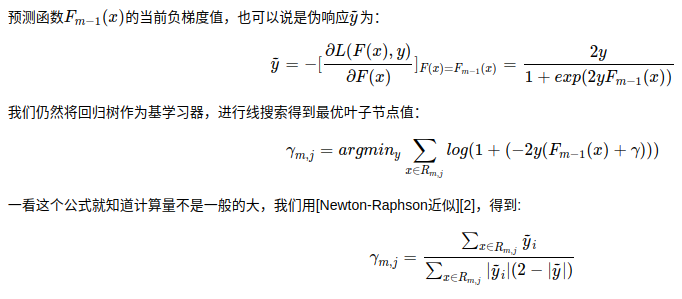 预测函数$F_{m-1}(x)$的当前负梯度值，也可以说是伪响应$\tilde{y}$为：
$$\tilde{y} = -[\frac{\partial L(F(x), y)}{\partial F(x)}]_{F(x)=F_{m-1}(x)} = \frac{2y}{1 + exp(2yF_{m-1}(x))}$$
我们仍然将回归树作为基学习器，进行线搜索得到最优叶子节点值：
$$\gamma_{m,j} = argmin_{y} \sum_{x \in R_{m,j}} log(1 + (-2y(F_{m-1}(x) + \gamma)))$$
一看这个公式就知道计算量不是一般的大，我们用[Newton-Raphson近似][2]，得到:
$$\gamma_{m,j} = \frac{\sum_{x \in R_{m,j}} \tilde{y}_i}{\sum_{x \in R_{m,j}} |\tilde{y}_i|(2 - |\tilde{y}|)}$$